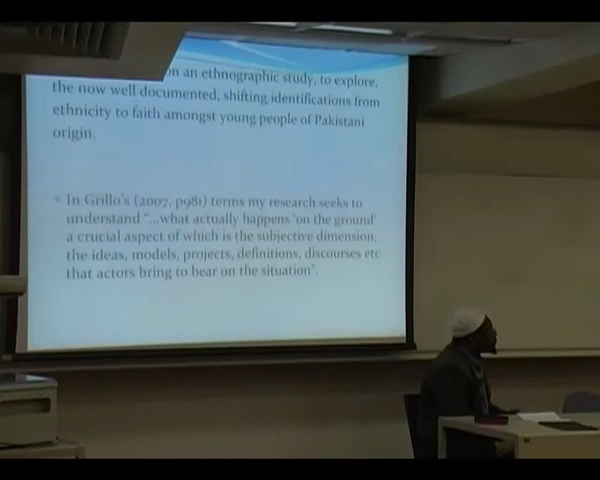 on an ethnographic study, to explore,
the now well documented, shifting identifications from
ethnicity to faith amongst young people of Pakistani
origin.
In Grillo's (2007, p981) terms my research seeks to
understand "...what actually happens 'on the ground'
a crucial aspect of which is the subjective dimension,
the ideas, models, projects, definitions, discourses etc
that actors bring to bear on the situation".